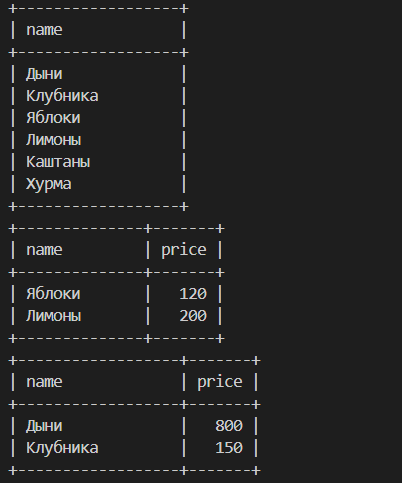 +------------------+
| name             |
+------------------+
| Дыни             |
| Клубника         |
| Яблоки           |
| Лимоны           |
| Каштаны          |
| Хурма            |
+------------------+
+--------------+-------+
| name         | price |
+--------------+-------+
| Яблоки       |   120 |
| Лимоны       |   200 |
+--------------+-------+
+------------------+-------+
| name             | price |
+------------------+-------+
| Дыни             |   800 |
| Клубника         |   150 |
+------------------+-------+